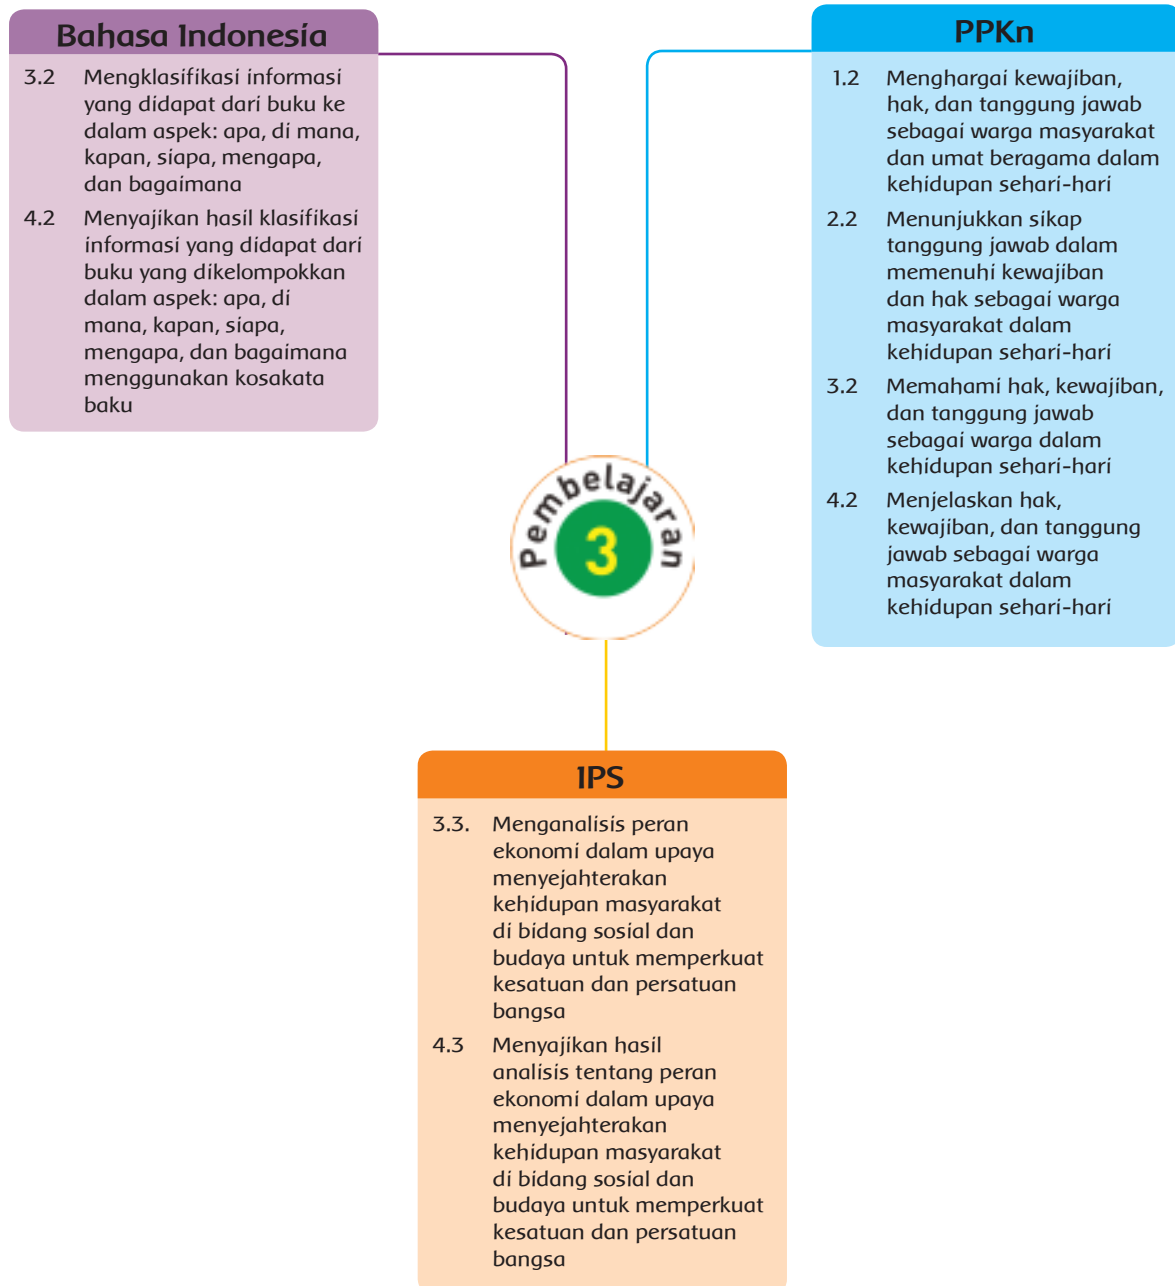 Bahasa Indonesia
3.2 Mengklasifikasi informasi
yang didapat dari buku ke
dalam aspek: apa, di mana,
kapan, siapa, mengapa,
dan bagaimana
4.2 Menyajikan hasil klasifikasi
informasi yang didapat dari
buku yang dikelompokkan
dalam aspek: apa, di
mana, kapan, siapa,
mengapa, dan bagaimana
menggunakan kosakata
baku
PPKn
1.2 Menghargai kewajiban,
hak, dan tanggung jawab
sebagai warga masyarakat
dan umat beragama dalam
kehidupan sehari-hari
2.2 Menunjukkan sikap
tanggung jawab dalam
memenuhi kewajiban
dan hak sebagai warga
masyarakat dalam
kehidupan sehari-hari
3.2 Memahami hak, kewajiban,
dan tanggung jawab
sebagai warga dalam
kehidupan sehari-hari
4.2 Menjelaskan hak,
kewajiban, dan tanggung
jawab sebagai warga
masyarakat dalam
kehidupan sehari-hari
Pembelajaran
3
IPS
3.3. Menganalisis peran
ekonomi dalam upaya
menyejahterakan
kehidupan masyarakat
di bidang sosial dan
budaya untuk memperkuat
kesatuan dan persatuan
bangsa
4.3 Menyajikan hasil
analisis tentang peran
ekonomi dalam upaya
menyejahterakan
kehidupan masyarakat
di bidang sosial dan
budaya untuk memperkuat
kesatuan dan persatuan
bangsa